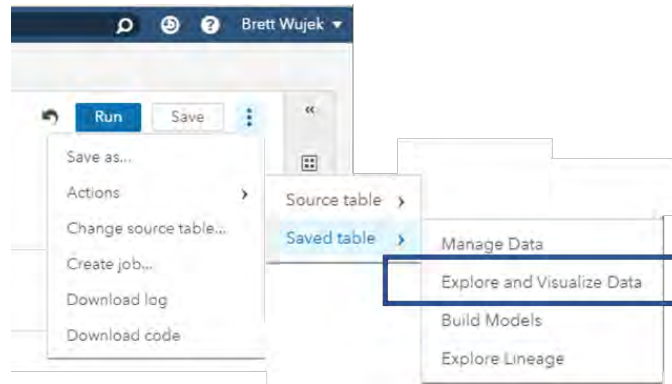 Brett Wujek
Run Save
Save as...
Actions
Change source table...
Create job...
Download log
Download code
Source table
Saved table
Manage Data
Explore and Visualize Data
Build Models
Explore Lineage